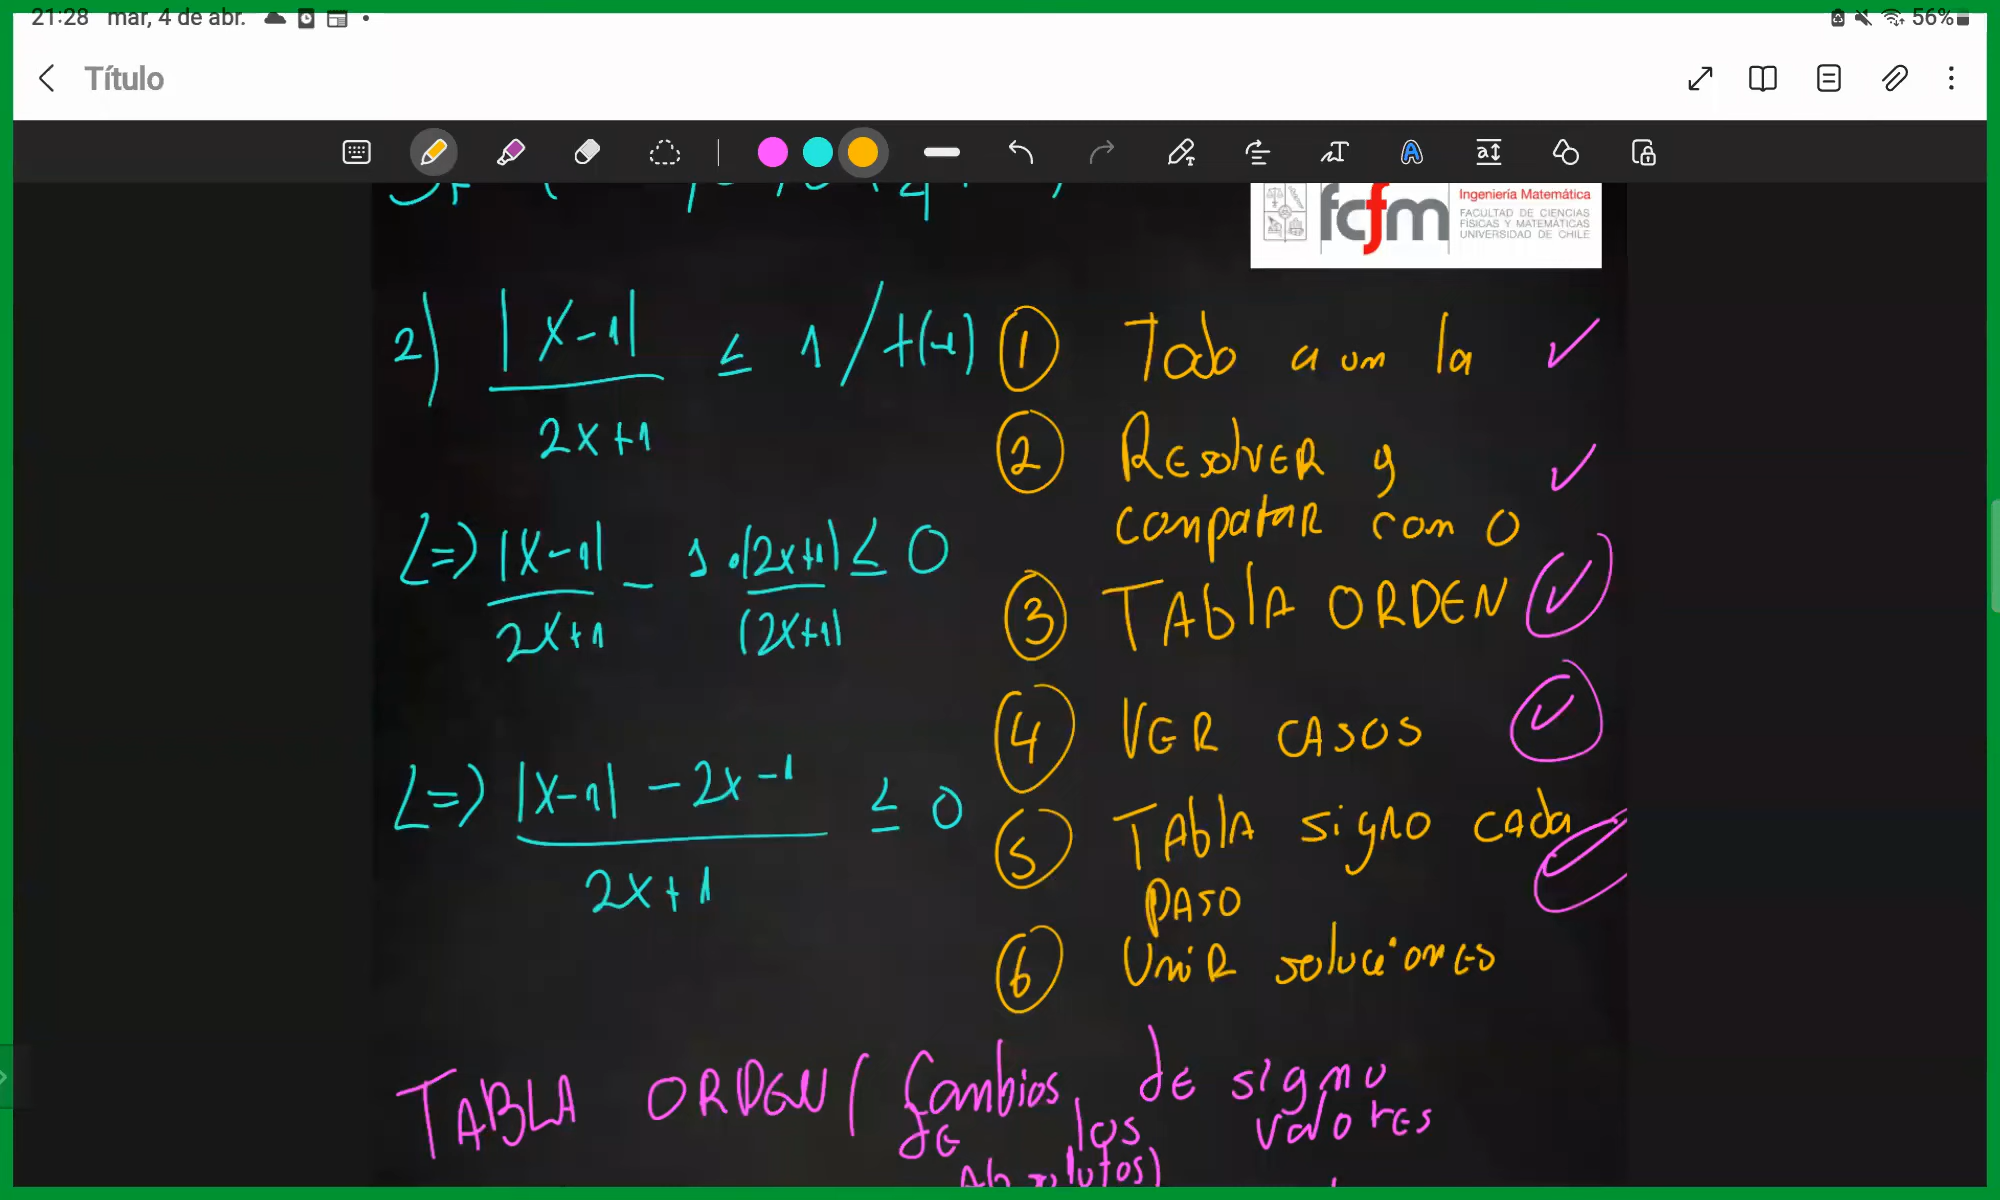 21:28 mar, 4 de abr.
56%
Título
fcfm
Ingeniería Matemática
FACULTAD DE CIENCIAS
FÍSICAS Y MATEMÁTICAS
UNIVERSIDAD DE CHILE
2) |x-1| / 2x+1 ≤ 1 /+(-1)
① Todo a un la ✓
② Resolver y ✓
compatar con 0
<=> |x-1| / 2x+1 - 1·(2x+1) / (2x+1) ≤ 0
③ TAblA ORDEN ✓
④ VER CASOS ✓
<=> |x-1| - 2x - 1 / 2x+1 ≤ 0
⑤ TAblA signo cada ✓
PASO
⑥ UniR soluciones
TABLA ORDEN ( Cambios de signo
de los valores
Absolutos)